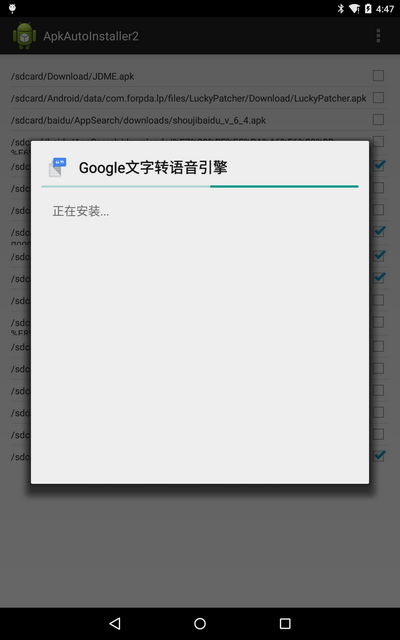 4:47
ApkAutoInstaller2
/sdcard/Download/JDME.apk
/sdcard/Android/data/com.forpda.lp/files/LuckyPatcher/Download/LuckyPatcher.apk
/sdcard/baidu/AppSearch/downloads/shoujibaidu_v_6_4.apk
Google文字转语音引擎
/sdc
/sdc
/sdc
/sdc
正在安装...
/sdc
/sdc
/sdc
/sdc
/sdc
/sdc
/sdc
/sdc
/sdc
/sdc